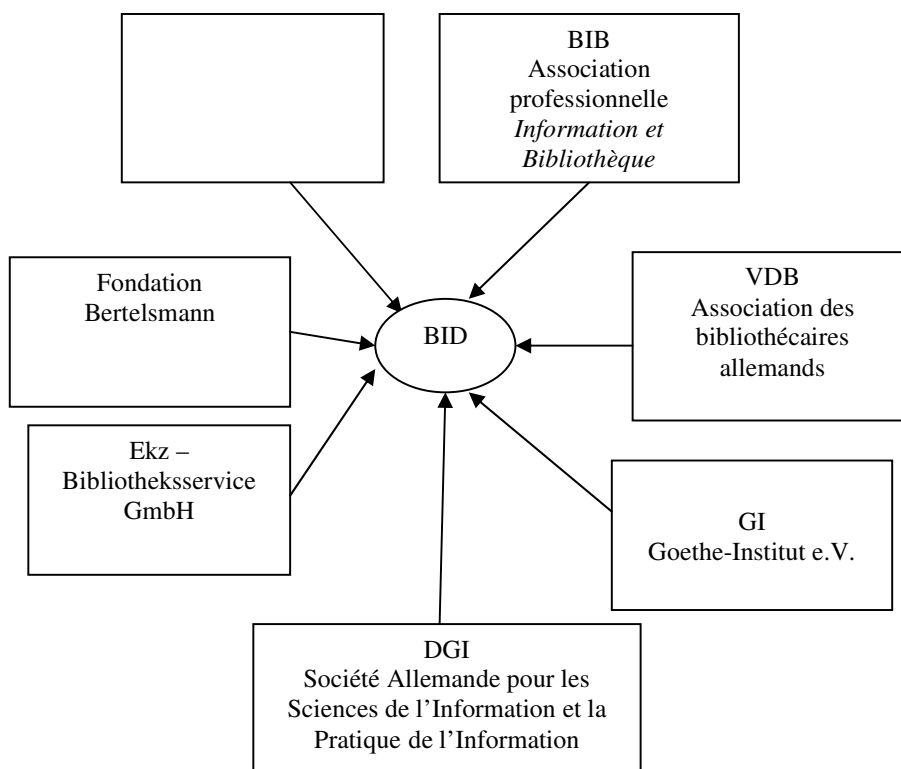 BIB
Association
professionnelle
Information et
Bibliothèque
Fondation
Bertelsmann
BID
VDB
Association des
bibliothécaires
allemands
Ekz –
Bibliotheksservice
GmbH
GI
Goethe-Institut e.V.
DGI
Société Allemande pour les
Sciences de l’Information et la
Pratique de l’Information